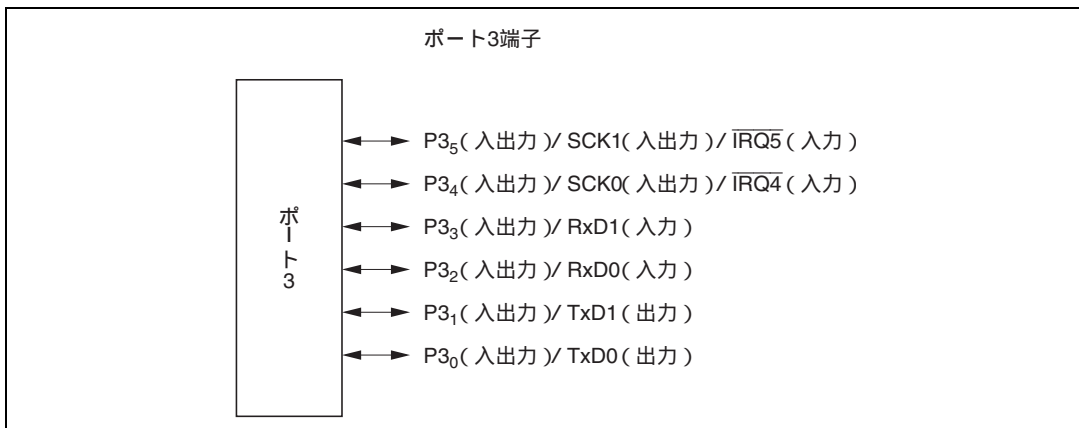 ポート3端子
ポート3
P3₅(入出力)/ SCK1(入出力)/ I̅R̅Q̅5̅(入力)
P3₄(入出力)/ SCK0(入出力)/ I̅R̅Q̅4̅(入力)
P3₃(入出力)/ RxD1(入力)
P3₂(入出力)/ RxD0(入力)
P3₁(入出力)/ TxD1(出力)
P3₀(入出力)/ TxD0(出力)